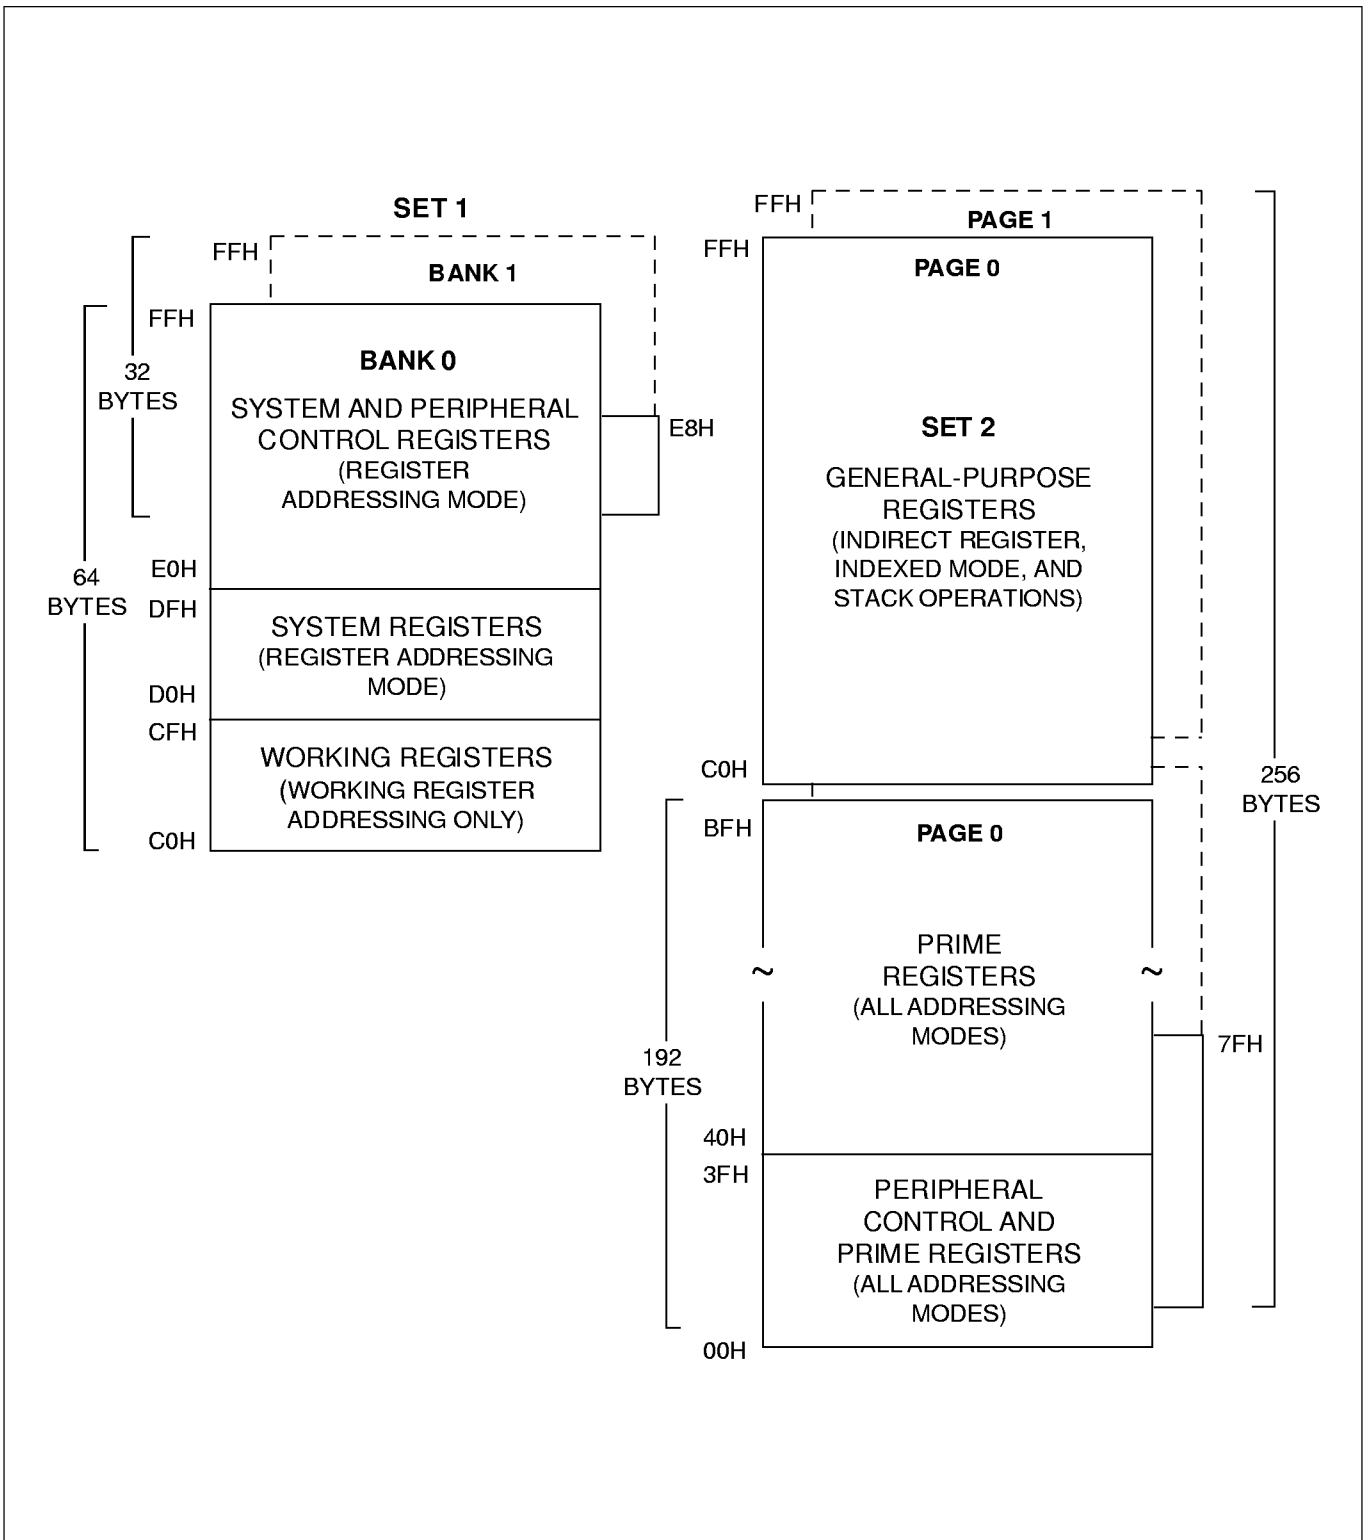 SET 1
FFH
BANK 1
FFH
BANK 0
SYSTEM AND PERIPHERAL
CONTROL REGISTERS
(REGISTER
ADDRESSING MODE)
E8H
32
BYTES
64
BYTES
E0H
DFH
SYSTEM REGISTERS
(REGISTER ADDRESSING
MODE)
D0H
CFH
WORKING REGISTERS
(WORKING REGISTER
ADDRESSING ONLY)
C0H
FFH
PAGE 1
FFH
PAGE 0
SET 2
GENERAL-PURPOSE
REGISTERS
(INDIRECT REGISTER,
INDEXED MODE, AND
STACK OPERATIONS)
C0H
256
BYTES
BFH
PAGE 0
~
~
PRIME
REGISTERS
(ALL ADDRESSING
MODES)
7FH
192
BYTES
40H
3FH
PERIPHERAL
CONTROL AND
PRIME REGISTERS
(ALL ADDRESSING
MODES)
00H